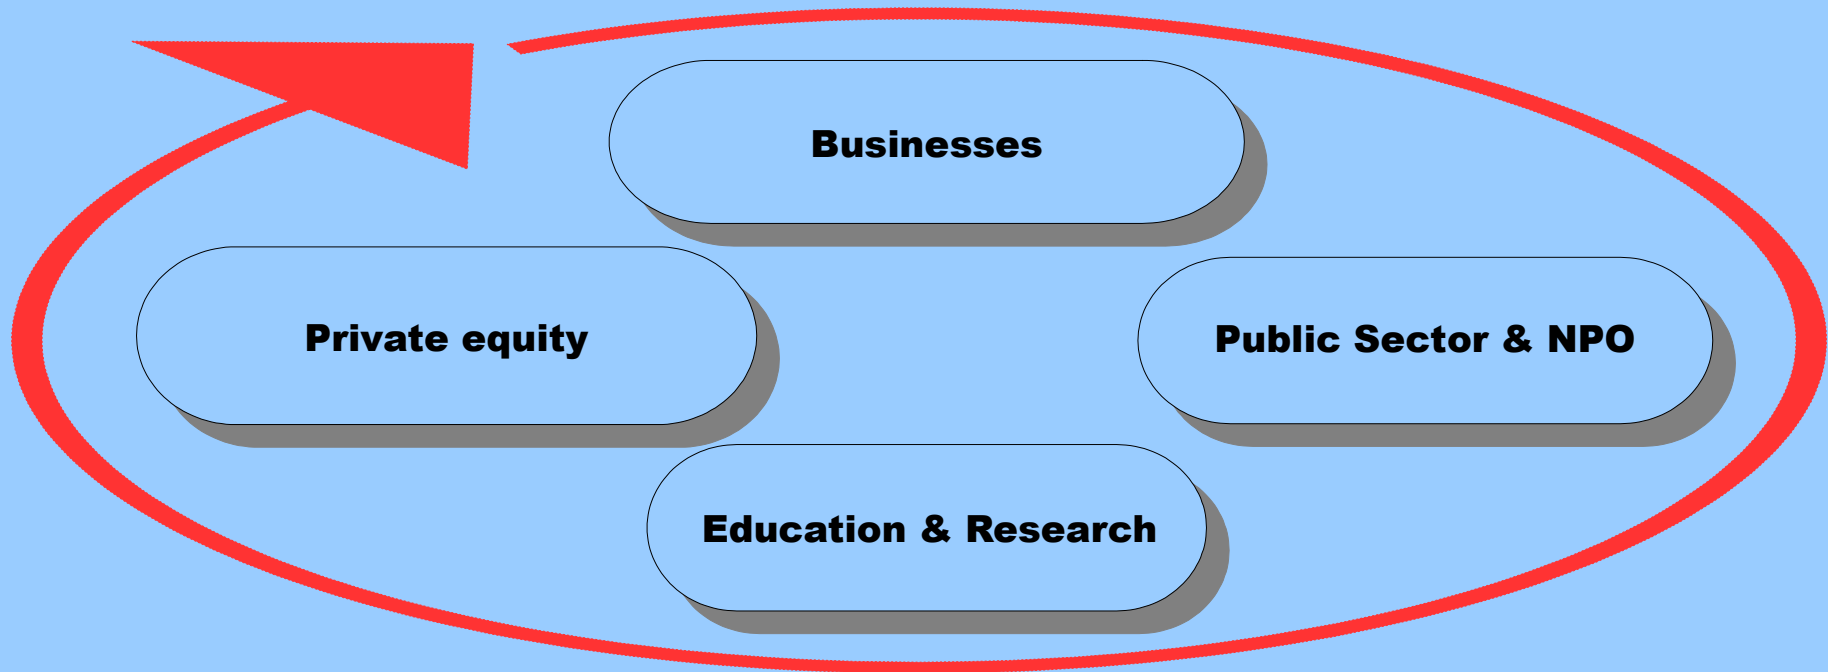 Businesses
Private equity
Public Sector & NPO
Education & Research